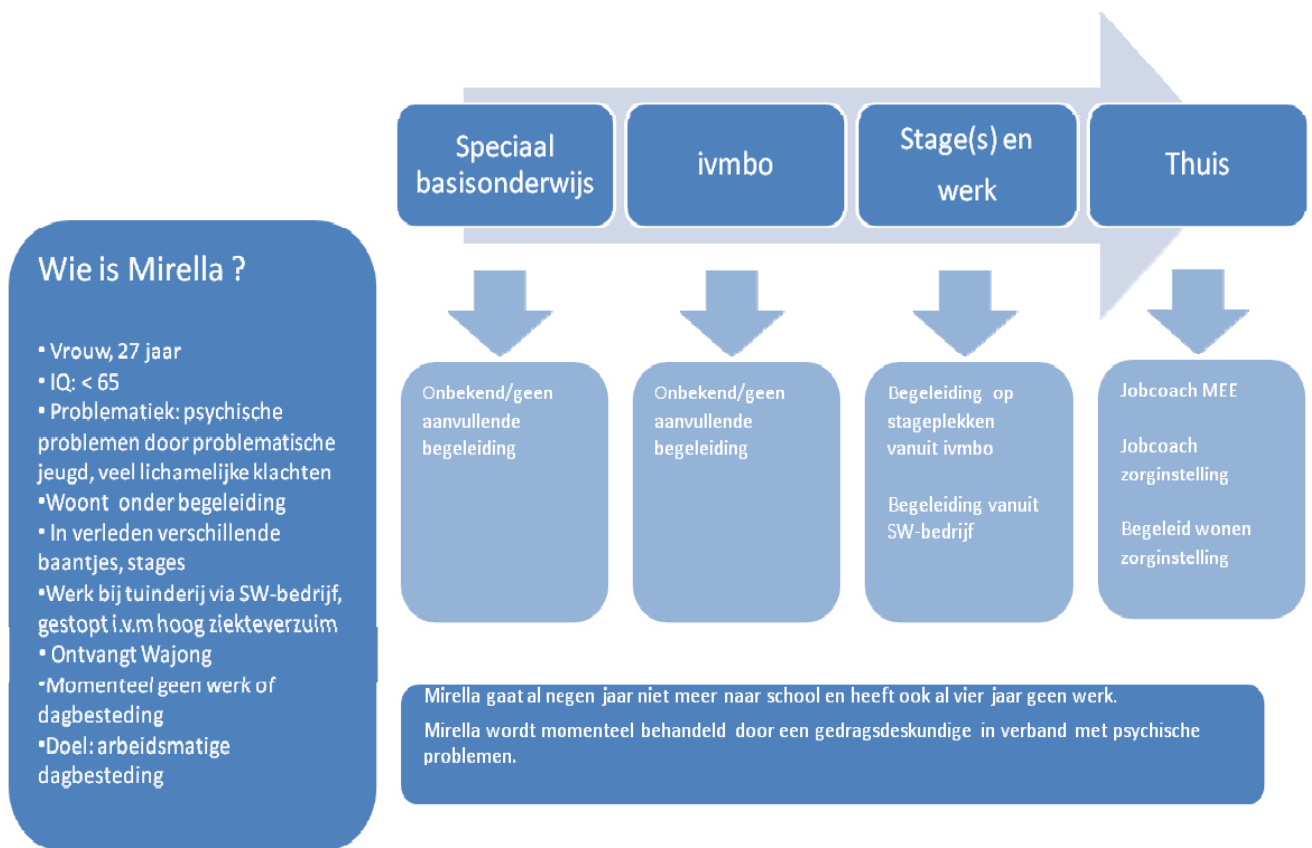 Speciaal
basisonderwijs
ivmbo
Stage(s) en
werk
Thuis
Wie is Mirella ?
• Vrouw, 27 jaar
• IQ: < 65
• Problematiek: psychische
problemen door problematische
jeugd, veel lichamelijke klachten
•Woont onder begeleiding
• In verleden verschillende
baantjes, stages
•Werk bij tuinderij via SW-bedrijf,
gestopt i.v.m hoog ziekteverzuim
• Ontvangt Wajong
•Momenteel geen werk of
dagbesteding
•Doel: arbeidsmatige
dagbesteding
Onbekend/geen
aanvullende
begeleiding
Onbekend/geen
aanvullende
begeleiding
Begeleiding op
stageplekken
vanuit ivmbo
Begeleiding vanuit
SW-bedrijf
Jobcoach MEE
Jobcoach
zorginstelling
Begeleid wonen
zorginstelling
Mirella gaat al negen jaar niet meer naar school en heeft ook al vier jaar geen werk.
Mirella wordt momenteel behandeld door een gedragsdeskundige in verband met psychische
problemen.